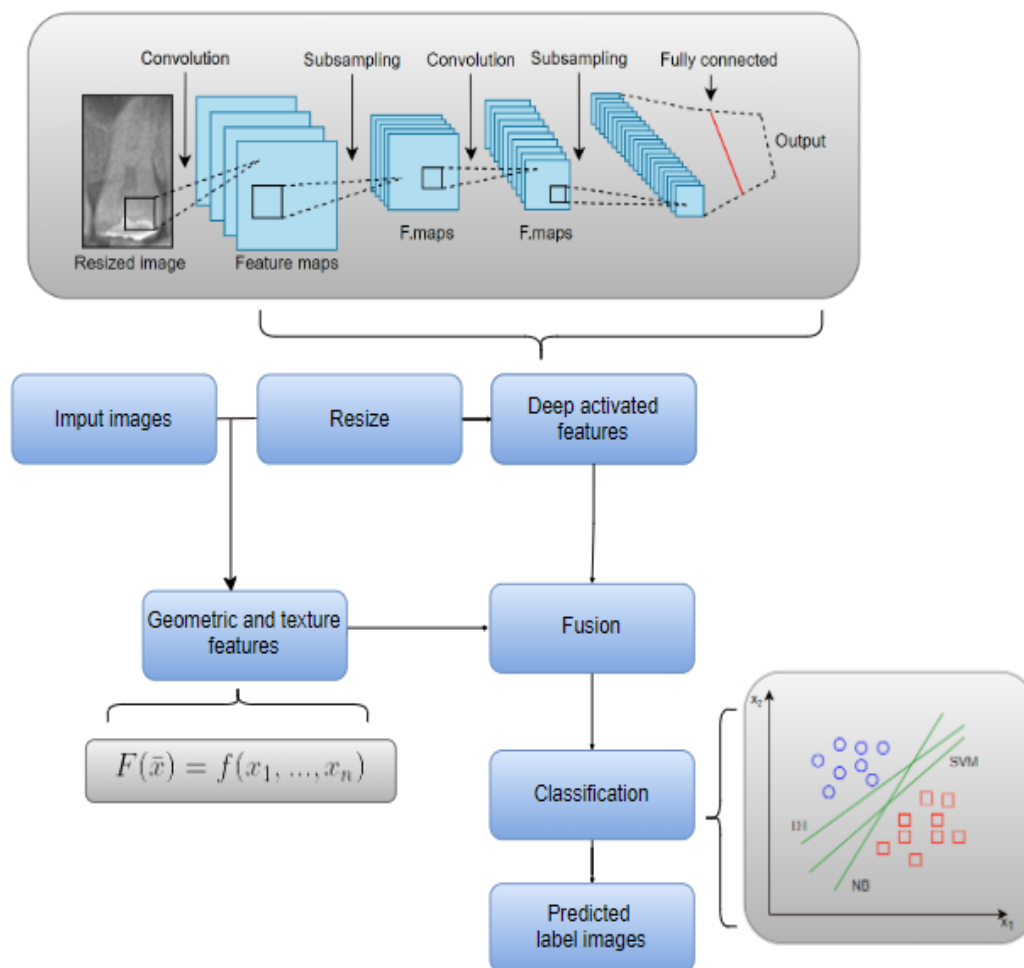 Convolution
Subsampling
Convolution
Subsampling
Fully connected
Output
F.maps
F.maps
Resized image
Feature maps
Imput images
Resize
Deep activated
features
Geometric and texture
features
Fusion
F(x̄) = f(x₁, ..., xₙ)
Classification
Predicted
label images
x₂
SVM
NB
x₁